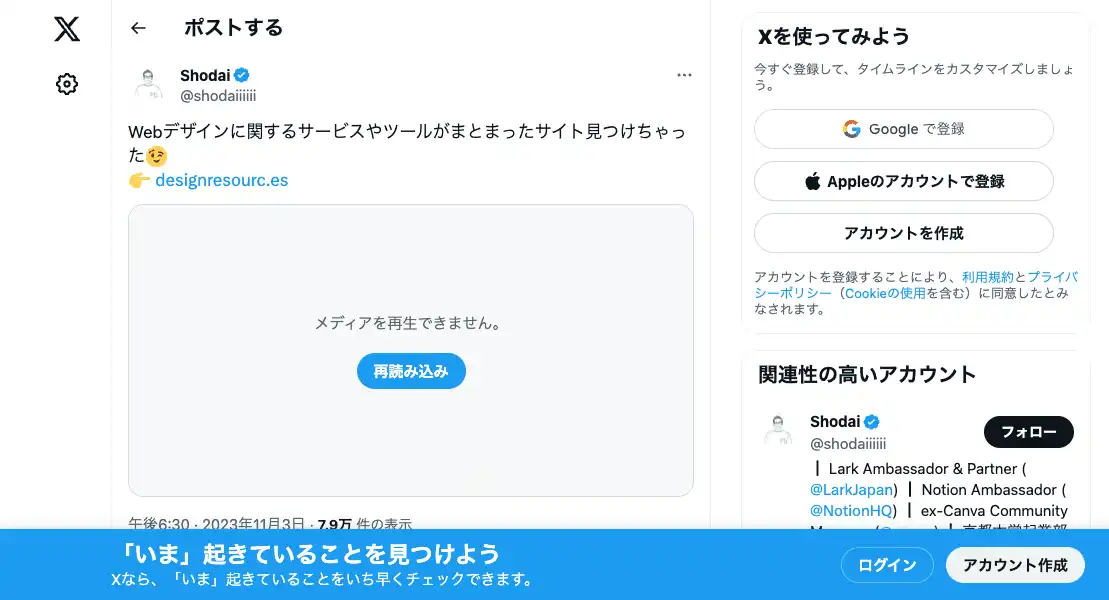 ポストする
Shodai
@shodaiiiiii
Webデザインに関するサービスやツールがまとまったサイト見つけちゃっ
た😉
👉 designresourc.es
メディアを再生できません。
再読み込み
午後6:30 · 2023年11月3日 · 7.9万 件の表示
Xを使ってみよう
今すぐ登録して、タイムラインをカスタマイズしましょ
う。
Google で登録
Appleのアカウントで登録
アカウントを作成
アカウントを登録することにより、利用規約とプライバ
シーポリシー（Cookieの使用を含む）に同意したとみ
なされます。
関連性の高いアカウント
Shodai
@shodaiiiiii
フォロー
┃ Lark Ambassador & Partner (
@LarkJapan) ┃ Notion Ambassador (
@NotionHQ) ┃ ex-Canva Community
「いま」起きていることを見つけよう
Xなら、「いま」起きていることをいち早くチェックできます。
ログイン
アカウント作成